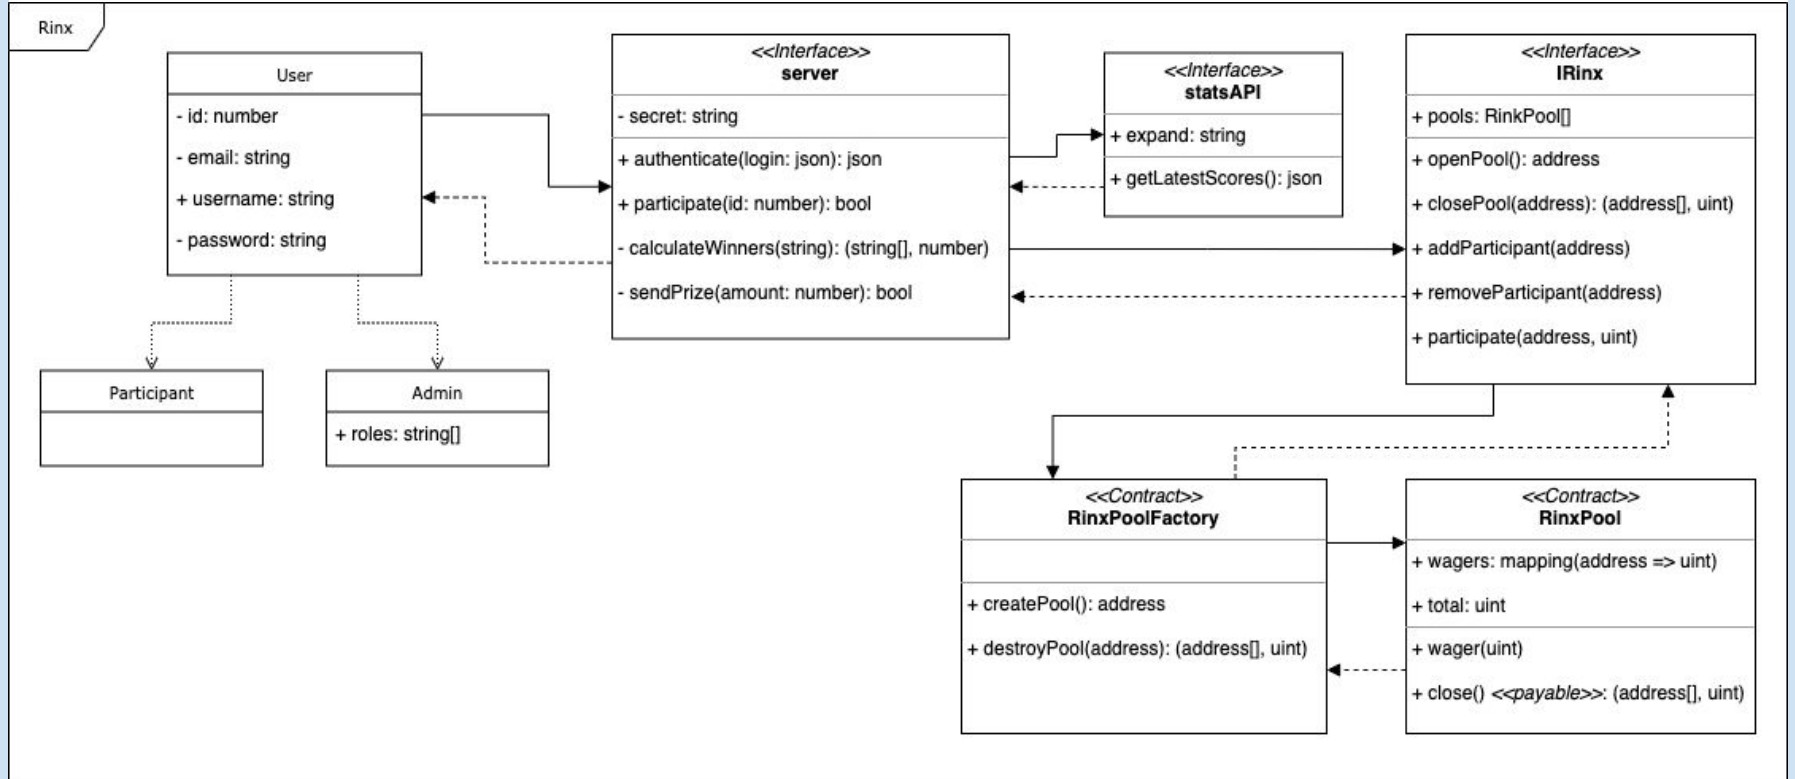 Rinx
User
- id: number
- email: string
+ username: string
- password: string
Participant
Admin
+ roles: string[]
<<Interface>>
server
- secret: string
+ authenticate(login: json): json
+ participate(id: number): bool
- calculateWinners(string): (string[], number)
- sendPrize(amount: number): bool
<<Interface>>
statsAPI
+ expand: string
+ getLatestScores(): json
<<Interface>>
IRinx
+ pools: RinkPool[]
+ openPool(): address
+ closePool(address): (address[], uint)
+ addParticipant(address)
+ removeParticipant(address)
+ participate(address, uint)
<<Contract>>
RinxPoolFactory
+ createPool(): address
+ destroyPool(address): (address[], uint)
<<Contract>>
RinxPool
+ wagers: mapping(address => uint)
+ total: uint
+ wager(uint)
+ close() <<payable>>: (address[], uint)